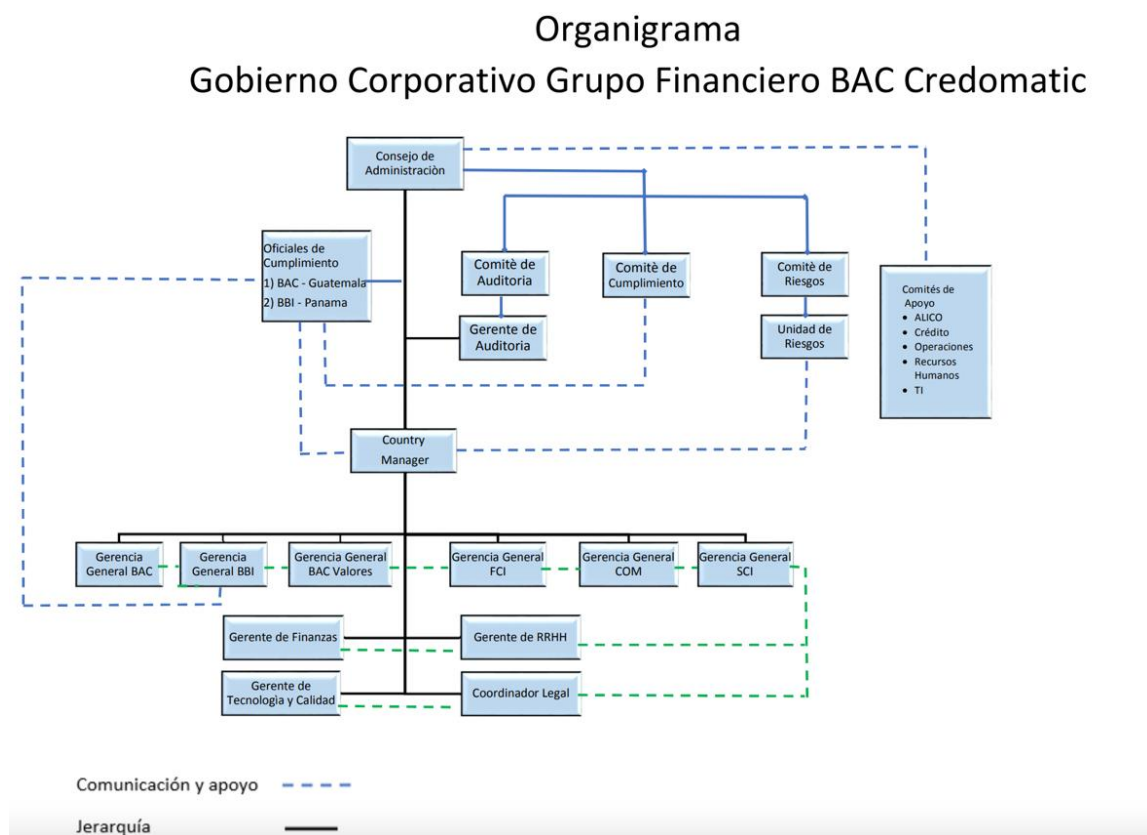 Organigrama
Gobierno Corporativo Grupo Financiero BAC Credomatic
Consejo de
Administraciòn
Oficiales de
Cumplimiento
1) BAC - Guatemala
2) BBI - Panama
Comitè de
Auditoria
Comitè de
Cumplimiento
Comitè de
Riesgos
Gerente de
Auditoria
Unidad de
Riesgos
Comités de
Apoyo
• ALICO
• Crédito
• Operaciones
• Recursos
Humanos
• TI
Country
Manager
Gerencia
General BAC
Gerencia
General BBI
Gerencia General
BAC Valores
Gerencia General
FCI
Gerencia General
COM
Gerencia General
SCI
Gerente de Finanzas
Gerente de RRHH
Gerente de
Tecnologìa y Calidad
Coordinador Legal
Comunicación y apoyo
Jerarquía